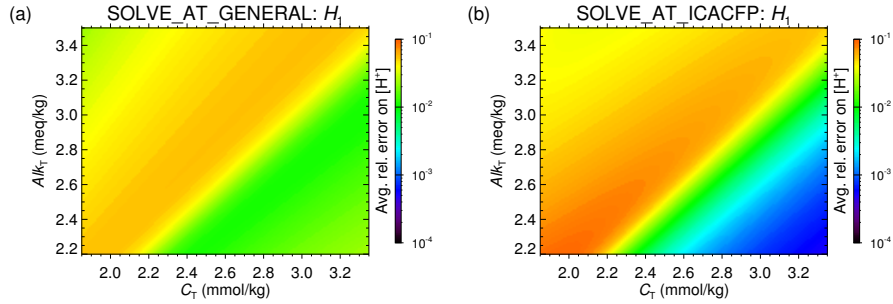 (a) SOLVE_AT_GENERAL: H₁
3.4
3.2
3.0
2.8
2.6
2.4
2.2
Alk_T (meq/kg)
2.0 2.2 2.4 2.6 2.8 3.0 3.2
C_T (mmol/kg)
10⁻¹
10⁻²
10⁻³
10⁻⁴
Avg. rel. error on [H⁺]
(b) SOLVE_AT_ICACFP: H₁
3.4
3.2
3.0
2.8
2.6
2.4
2.2
Alk_T (meq/kg)
2.0 2.2 2.4 2.6 2.8 3.0 3.2
C_T (mmol/kg)
10⁻¹
10⁻²
10⁻³
10⁻⁴
Avg. rel. error on [H⁺]